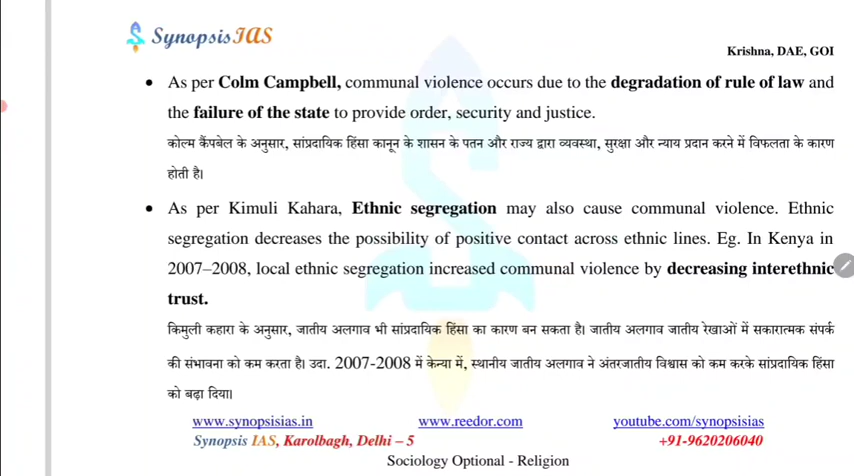 Synopsis IAS
Krishna, DAE, GOI
• As per Colm Campbell, communal violence occurs due to the degradation of rule of law and
the failure of the state to provide order, security and justice.
कोल्म कैंपबेल के अनुसार, सांप्रदायिक हिंसा कानून के शासन के पतन और राज्य द्वारा व्यवस्था, सुरक्षा और न्याय प्रदान करने में विफलता के कारण
होती है।
• As per Kimuli Kahara, Ethnic segregation may also cause communal violence. Ethnic
segregation decreases the possibility of positive contact across ethnic lines. Eg. In Kenya in
2007–2008, local ethnic segregation increased communal violence by decreasing interethnic
trust.
किमुली कहारा के अनुसार, जातीय अलगाव भी सांप्रदायिक हिंसा का कारण बन सकता है। जातीय अलगाव जातीय रेखाओं में सकारात्मक संपर्क
की संभावना को कम करता है। उदा. 2007-2008 में केन्या में, स्थानीय जातीय अलगाव ने अंतरजातीय विश्वास को कम करके सांप्रदायिक हिंसा
को बढ़ा दिया।
www.synopsisias.in www.reedor.com youtube.com/synopsisias
Synopsis IAS, Karolbagh, Delhi – 5 +91-9620206040
Sociology Optional - Religion